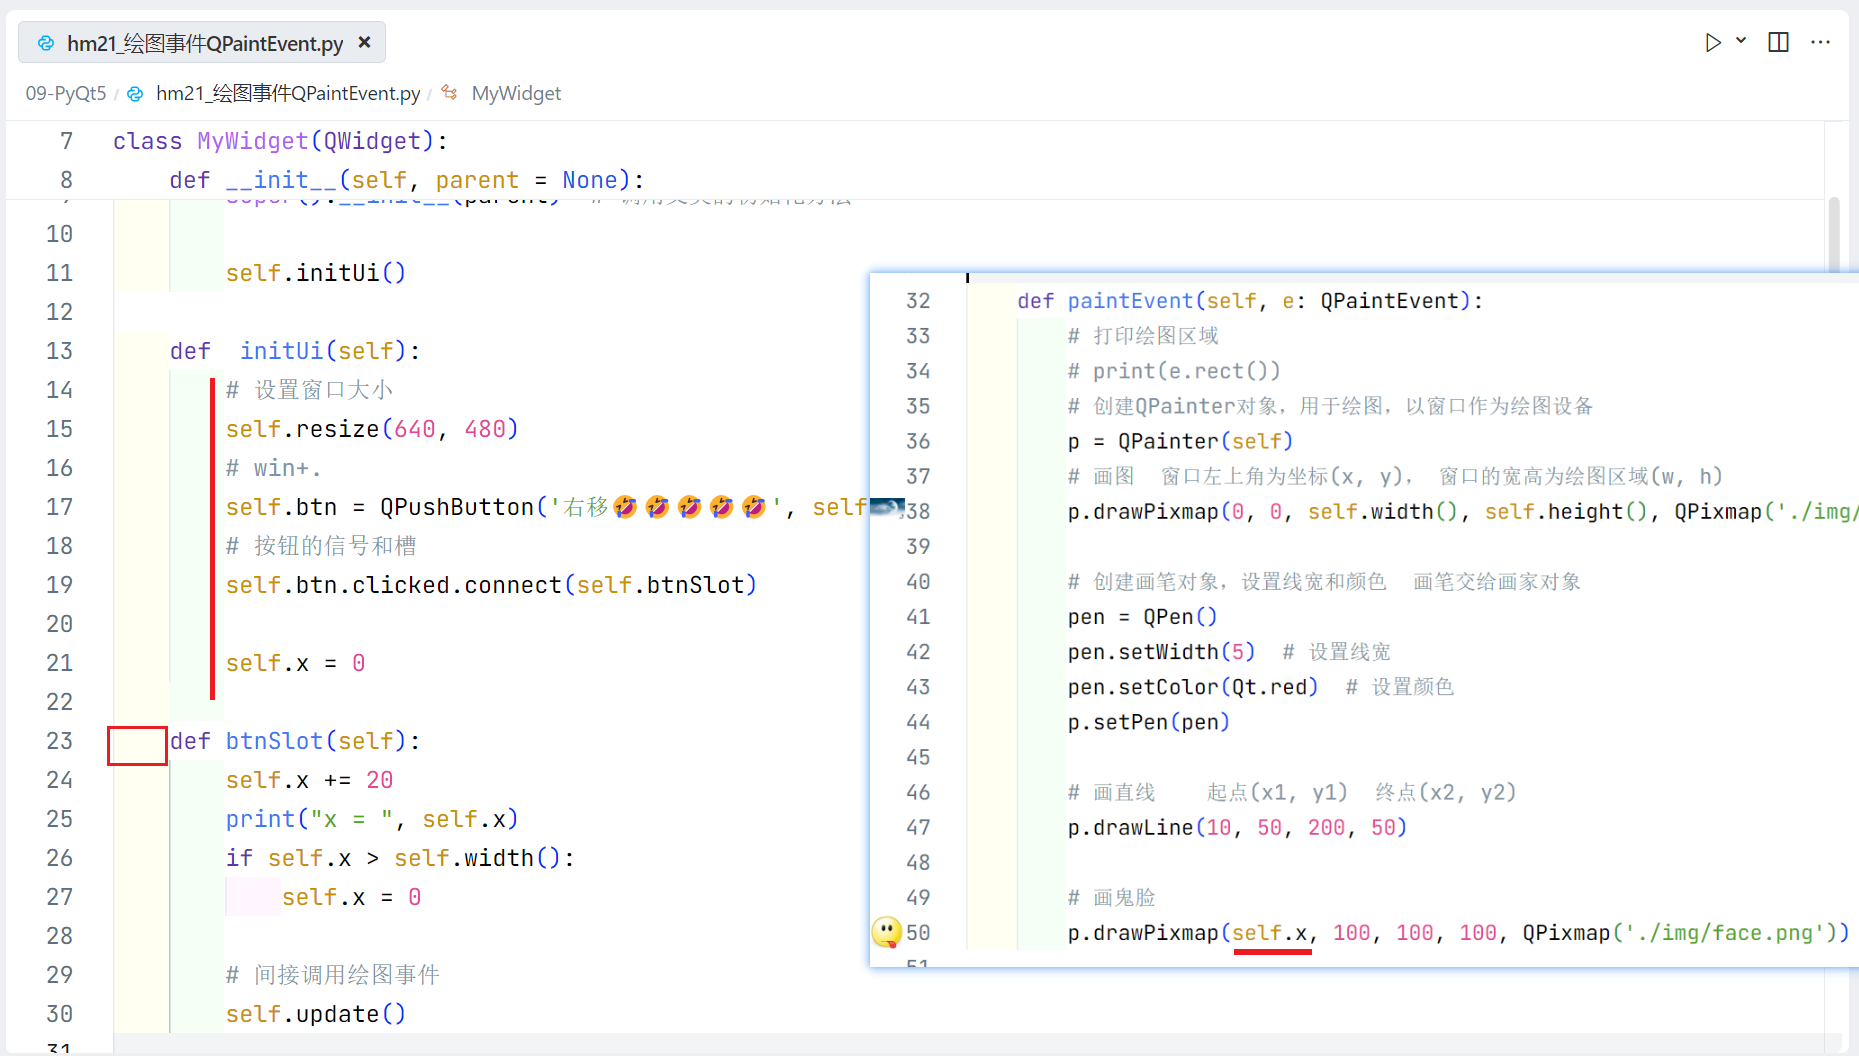 hm21_绘图事件QPaintEvent.py ×
09-PyQt5 / hm21_绘图事件QPaintEvent.py / MyWidget
7 class MyWidget(QWidget):
8 def __init__(self, parent = None):
10
11 self.initUi()
12
13 def initUi(self):
14 # 设置窗口大小
15 self.resize(640, 480)
16 # win+.
17 self.btn = QPushButton('右移🤣🤣🤣🤣🤣', self
18 # 按钮的信号和槽
19 self.btn.clicked.connect(self.btnSlot)
20
21 self.x = 0
22
23 def btnSlot(self):
24 self.x += 20
25 print("x = ", self.x)
26 if self.x > self.width():
27 self.x = 0
28
29 # 间接调用绘图事件
30 self.update()
31
32 def paintEvent(self, e: QPaintEvent):
33 # 打印绘图区域
34 # print(e.rect())
35 # 创建QPainter对象，用于绘图，以窗口作为绘图设备
36 p = QPainter(self)
37 # 画图 窗口左上角为坐标(x, y)， 窗口的宽高为绘图区域(w, h)
38 p.drawPixmap(0, 0, self.width(), self.height(), QPixmap('./img/
39
40 # 创建画笔对象，设置线宽和颜色 画笔交给画家对象
41 pen = QPen()
42 pen.setWidth(5) # 设置线宽
43 pen.setColor(Qt.red) # 设置颜色
44 p.setPen(pen)
45
46 # 画直线 起点(x1, y1) 终点(x2, y2)
47 p.drawLine(10, 50, 200, 50)
48
49 # 画鬼脸
50 p.drawPixmap(self.x, 100, 100, 100, QPixmap('./img/face.png'))
51